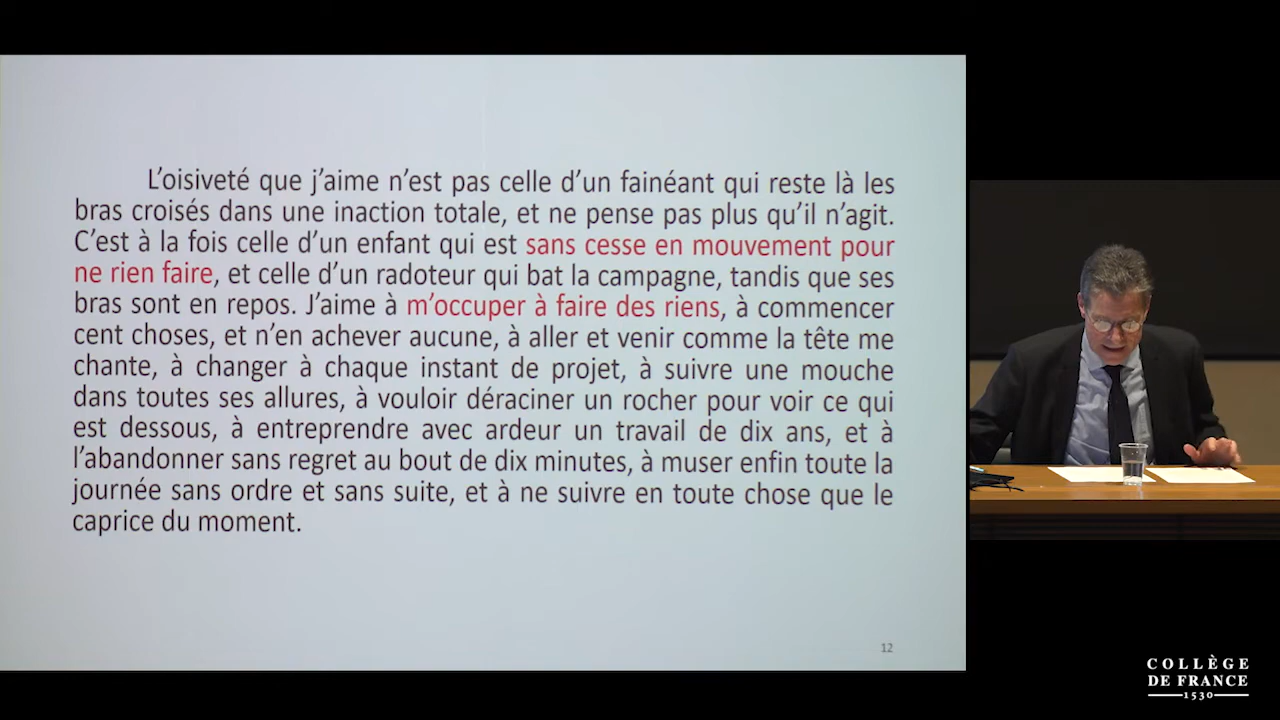 L’oisiveté que j’aime n’est pas celle d’un fainéant qui reste là les
bras croisés dans une inaction totale, et ne pense pas plus qu’il n’agit.
C’est à la fois celle d’un enfant qui est sans cesse en mouvement pour
ne rien faire, et celle d’un radoteur qui bat la campagne, tandis que ses
bras sont en repos. J’aime à m’occuper à faire des riens, à commencer
cent choses, et n’en achever aucune, à aller et venir comme la tête me
chante, à changer à chaque instant de projet, à suivre une mouche
dans toutes ses allures, à vouloir déraciner un rocher pour voir ce qui
est dessous, à entreprendre avec ardeur un travail de dix ans, et à
l’abandonner sans regret au bout de dix minutes, à muser enfin toute la
journée sans ordre et sans suite, et à ne suivre en toute chose que le
caprice du moment.
12
COLLÈGE
DE FRANCE
1530